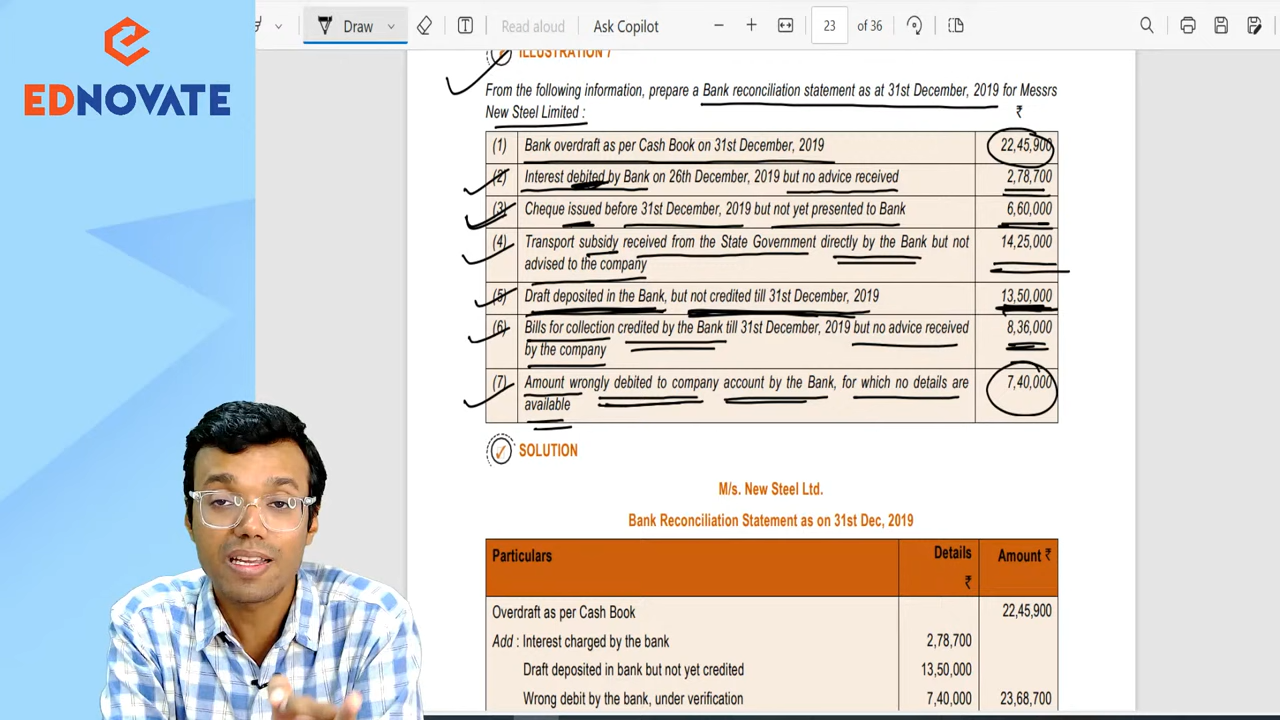 Draw
Read aloud
Ask Copilot
23
of 36
EDNOVATE
ILLUSTRATION 7
From the following information, prepare a Bank reconciliation statement as at 31st December, 2019 for Messrs
New Steel Limited :
₹
(1) Bank overdraft as per Cash Book on 31st December, 2019 22,45,900
(2) Interest debited by Bank on 26th December, 2019 but no advice received 2,78,700
(3) Cheque issued before 31st December, 2019 but not yet presented to Bank 6,60,000
(4) Transport subsidy received from the State Government directly by the Bank but not 14,25,000
advised to the company
(5) Draft deposited in the Bank, but not credited till 31st December, 2019 13,50,000
(6) Bills for collection credited by the Bank till 31st December, 2019 but no advice received 8,36,000
by the company
(7) Amount wrongly debited to company account by the Bank, for which no details are 7,40,000
available
SOLUTION
M/s. New Steel Ltd.
Bank Reconciliation Statement as on 31st Dec, 2019
Particulars Details Amount ₹
₹
Overdraft as per Cash Book 22,45,900
Add : Interest charged by the bank 2,78,700
Draft deposited in bank but not yet credited 13,50,000
Wrong debit by the bank, under verification 7,40,000 23,68,700